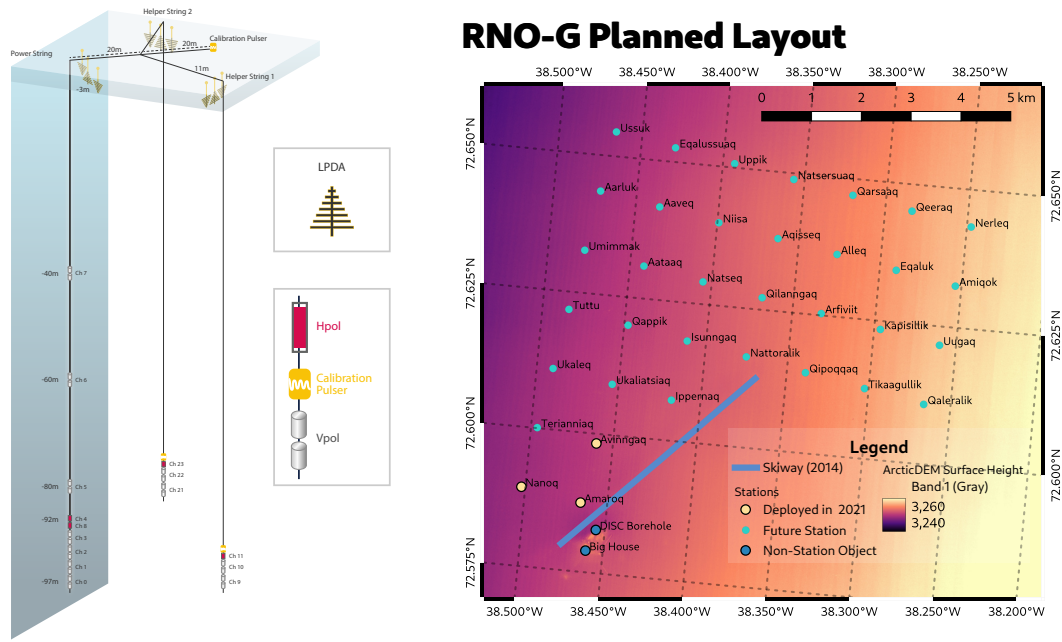 Helper String 2
Power String
20m
20m
Calibration Pulser
11m
Helper String 1
-3m
-40m
Ch 7
-60m
Ch 6
-80m
Ch 5
-92m
Ch 4
Ch 8
Ch 3
Ch 2
Ch 1
-97m
Ch 0
Ch 23
Ch 22
Ch 21
Ch 11
Ch 10
Ch 9
LPDA
Hpol
Calibration
Pulser
Vpol
RNO-G Planned Layout
38.500°W 38.450°W 38.400°W 38.350°W 38.300°W 38.250°W
0 1 2 3 4 5 km
72.650°N
72.625°N
72.600°N
72.575°N
72.650°N
72.625°N
72.600°N
Ussuk
Eqalussuaq
Uppik
Natsersuaq
Qarsaaq
Qeeraq
Nerleq
Aarluk
Aaveq
Niisa
Aqisseq
Alleq
Eqaluk
Amiqok
Umimmak
Aataaq
Natseq
Qilanngaq
Arfiviit
Kapisillik
Uugaq
Tuttu
Qappik
Isunngaq
Nattoralik
Qipoqqaq
Tikaagullik
Qaleralik
Ukaleq
Ukaliatsiaq
Ippernaq
Terianniaq
Avinngaq
Nanoq
Amaroq
DISC Borehole
Big House
Legend
Skiway (2014)
Stations
Deployed in 2021
Future Station
Non-Station Object
ArcticDEM Surface Height
Band 1 (Gray)
3,260
3,240
38.500°W 38.450°W 38.400°W 38.350°W 38.300°W 38.250°W 38.200°W